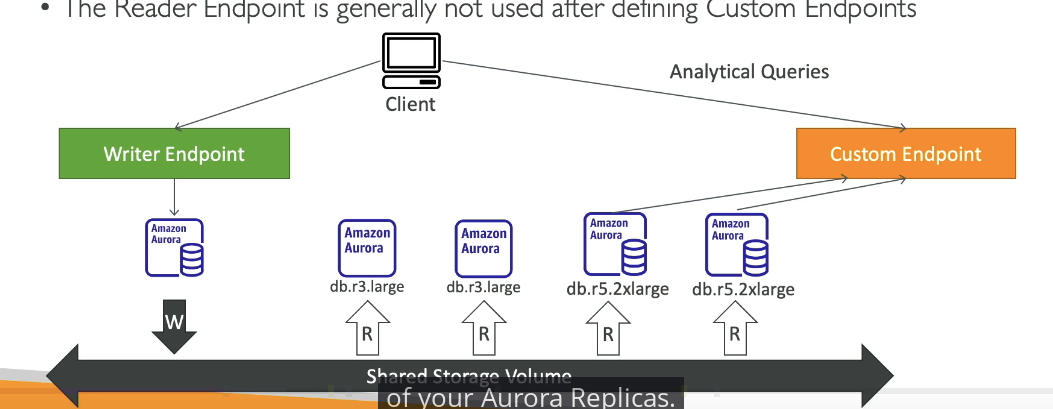 • The Reader Endpoint is generally not used after defining Custom Endpoints
Analytical Queries
Client
Writer Endpoint
Custom Endpoint
Amazon
Aurora
Amazon
Aurora
Amazon
Aurora
Amazon
Aurora
Amazon
Aurora
db.r3.large
db.r3.large
db.r5.2xlarge
db.r5.2xlarge
W
R
R
R
R
Shared Storage Volume
of your Aurora Replicas.